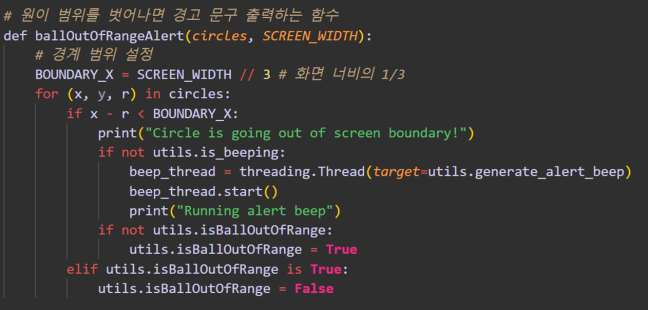 # 원이 범위를 벗어나면 경고 문구 출력하는 함수
def ballOutOfRangeAlert(circles, SCREEN_WIDTH):
    # 경계 범위 설정
    BOUNDARY_X = SCREEN_WIDTH // 3 # 화면 너비의 1/3
    for (x, y, r) in circles:
        if x - r < BOUNDARY_X:
            print("Circle is going out of screen boundary!")
            if not utils.is_beeping:
                beep_thread = threading.Thread(target=utils.generate_alert_beep)
                beep_thread.start()
                print("Running alert beep")
            if not utils.isBallOutOfRange:
                utils.isBallOutOfRange = True
        elif utils.isBallOutOfRange is True:
            utils.isBallOutOfRange = False